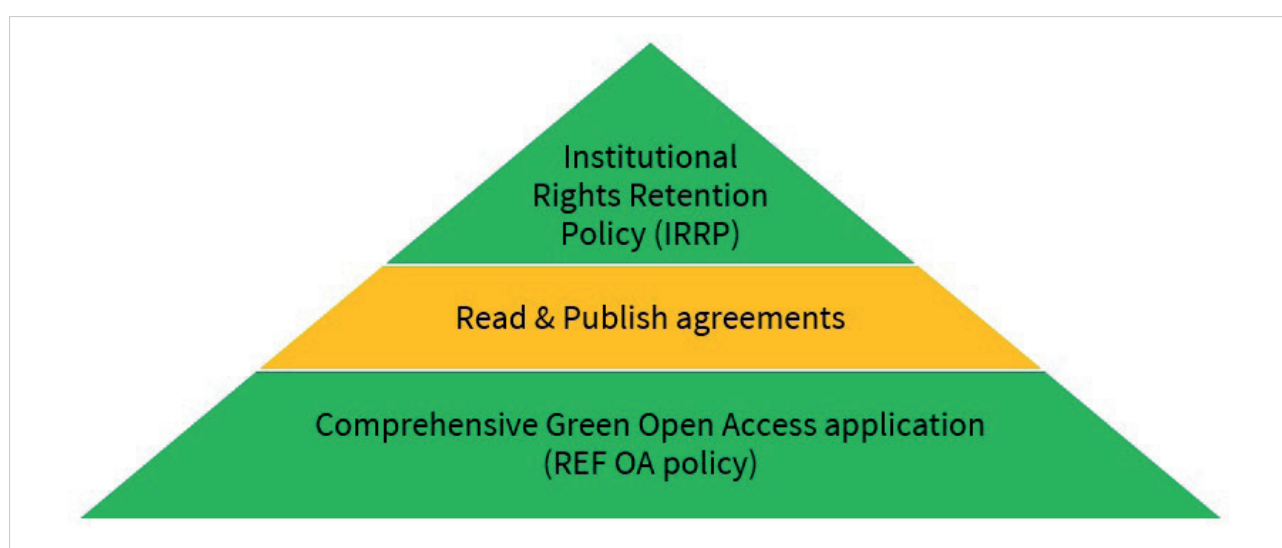 Institutional
Rights Retention
Policy (IRRP)
Read & Publish agreements
Comprehensive Green Open Access application
(REF OA policy)